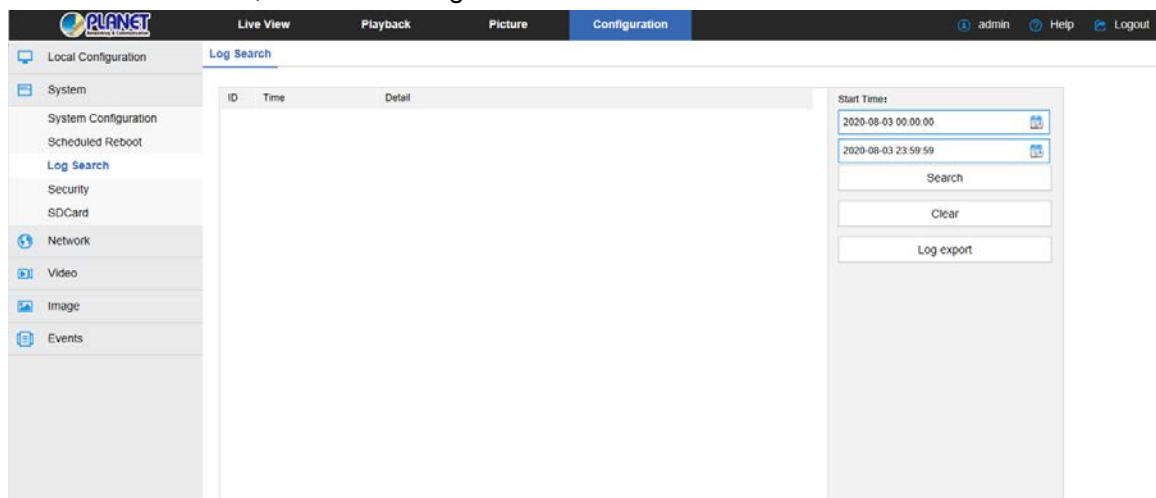 PLANET
Networking & Communication
Live View Playback Picture Configuration admin Help Logout
Local Configuration
System
System Configuration
Scheduled Reboot
Log Search
Security
SDCard
Network
Video
Image
Events
Log Search
ID Time Detail
Start Time:
2020-08-03 00:00:00
2020-08-03 23:59:59
Search
Clear
Log export